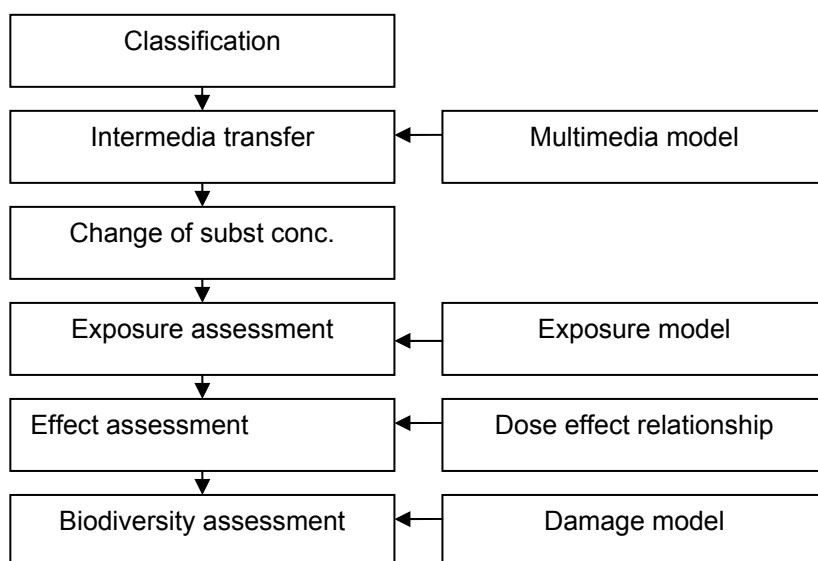 Classification
Intermedia transfer
Multimedia model
Change of subst conc.
Exposure assessment
Exposure model
Effect assessment
Dose effect relationship
Biodiversity assessment
Damage model